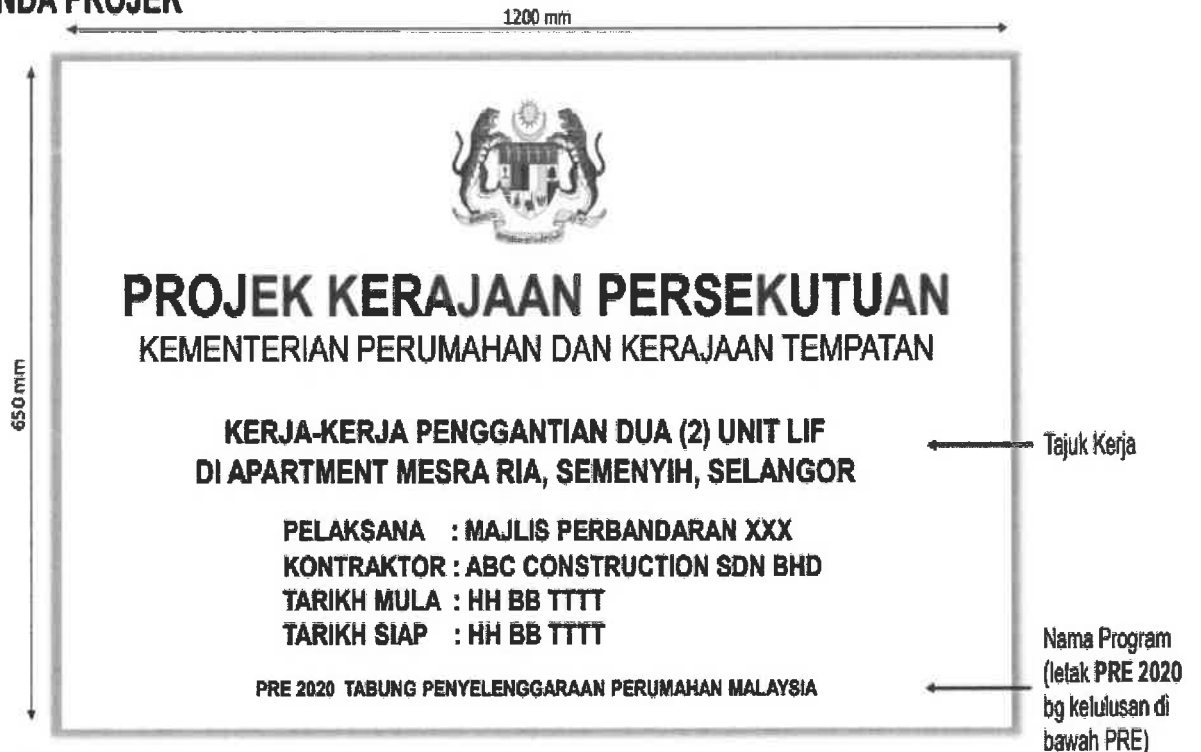 NDA PROJEK
1200 mm
650 mm
PROJEK KERAJAAN PERSEKUTUAN
KEMENTERIAN PERUMAHAN DAN KERAJAAN TEMPATAN
KERJA-KERJA PENGGANTIAN DUA (2) UNIT LIF
DI APARTMENT MESRA RIA, SEMENYIH, SELANGOR
Tajuk Kerja
PELAKSANA : MAJLIS PERBANDARAN XXX
KONTRAKTOR : ABC CONSTRUCTION SDN BHD
TARIKH MULA : HH BB TTTT
TARIKH SIAP : HH BB TTTT
PRE 2020 TABUNG PENYELENGGARAAN PERUMAHAN MALAYSIA
Nama Program
(letak PRE 2020
bg kelulusan di
bawah PRE)